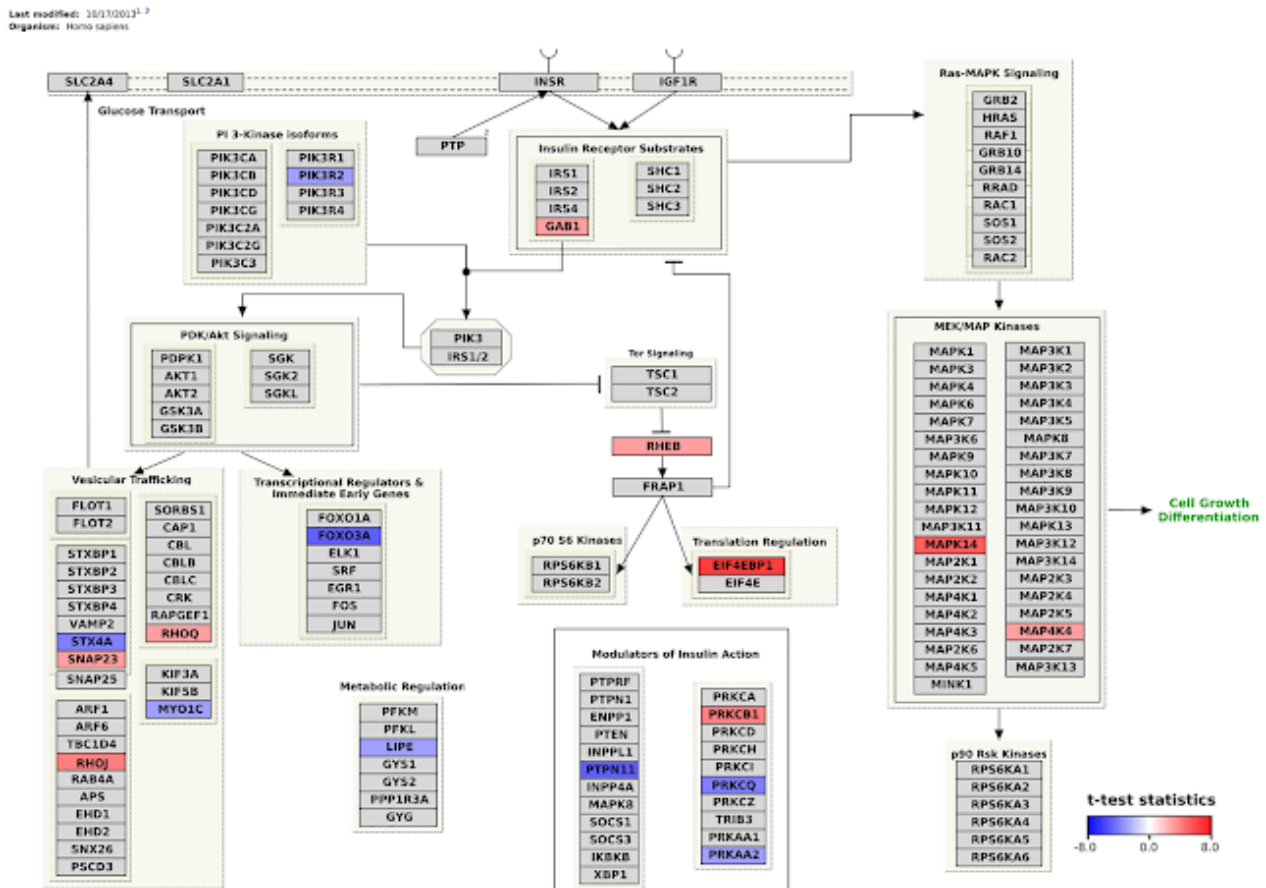 Last modified: 10/17/2013 1, 2
Organism: Homo sapiens
SLC2A4
SLC2A1
INSR
IGF1R
Glucose Transport
PTP
2
PI 3-Kinase isoforms
PIK3CA
PIK3CB
PIK3CD
PIK3CG
PIK3C2A
PIK3C2G
PIK3C3
PIK3R1
PIK3R2
PIK3R3
PIK3R4
Insulin Receptor Substrates
IRS1
IRS2
IRS4
GAB1
SHC1
SHC2
SHC3
Ras-MAPK Signaling
GRB2
HRAS
RAF1
GRB10
GRB14
RRAD
RAC1
SOS1
SOS2
RAC2
PDK/Akt Signaling
PDPK1
AKT1
AKT2
GSK3A
GSK3B
SGK
SGK2
SGKL
PIK3
IRS1/2
Tor Signaling
TSC1
TSC2
RHEB
FRAP1
MEK/MAP Kinases
MAPK1
MAPK3
MAPK4
MAPK6
MAPK7
MAP3K6
MAPK9
MAPK10
MAPK11
MAPK12
MAP3K11
MAPK14
MAP2K1
MAP2K2
MAP4K1
MAP4K2
MAP4K3
MAP2K6
MAP4K5
MINK1
MAP3K1
MAP3K2
MAP3K3
MAP3K4
MAP3K5
MAPK8
MAP3K7
MAP3K8
MAP3K9
MAP3K10
MAPK13
MAP3K12
MAP3K14
MAP2K3
MAP2K4
MAP2K5
MAP4K4
MAP2K7
MAP3K13
Cell Growth
Differentiation
Vesicular Trafficking
FLOT1
FLOT2
STXBP1
STXBP2
STXBP3
STXBP4
VAMP2
STX4A
SNAP23
SNAP25
ARF1
ARF6
TBC1D4
RHOJ
RAB4A
APS
EHD1
EHD2
SNX26
PSCD3
SORBS1
CAP1
CBL
CBLB
CBLC
CRK
RAPGEF1
RHOQ
KIF3A
KIF5B
MYO1C
Transcriptional Regulators &
Immediate Early Genes
FOXO1A
FOXO3A
ELK1
SRF
EGR1
FOS
JUN
p70 S6 Kinases
RPS6KB1
RPS6KB2
Translation Regulation
EIF4EBP1
EIF4E
Metabolic Regulation
PFKM
PFKL
LIPE
GYS1
GYS2
PPP1R3A
GYG
Modulators of Insulin Action
PTPRF
PTPN1
ENPP1
PTEN
INPPL1
PTPN11
INPP4A
MAPK8
SOCS1
SOCS3
IKBKB
XBP1
PRKCA
PRKCB1
PRKCD
PRKCH
PRKCI
PRKCQ
PRKCZ
TRIB3
PRKAA1
PRKAA2
p90 Rsk Kinases
RPS6KA1
RPS6KA2
RPS6KA3
RPS6KA4
RPS6KA5
RPS6KA6
t-test statistics
-8.0 0.0 8.0